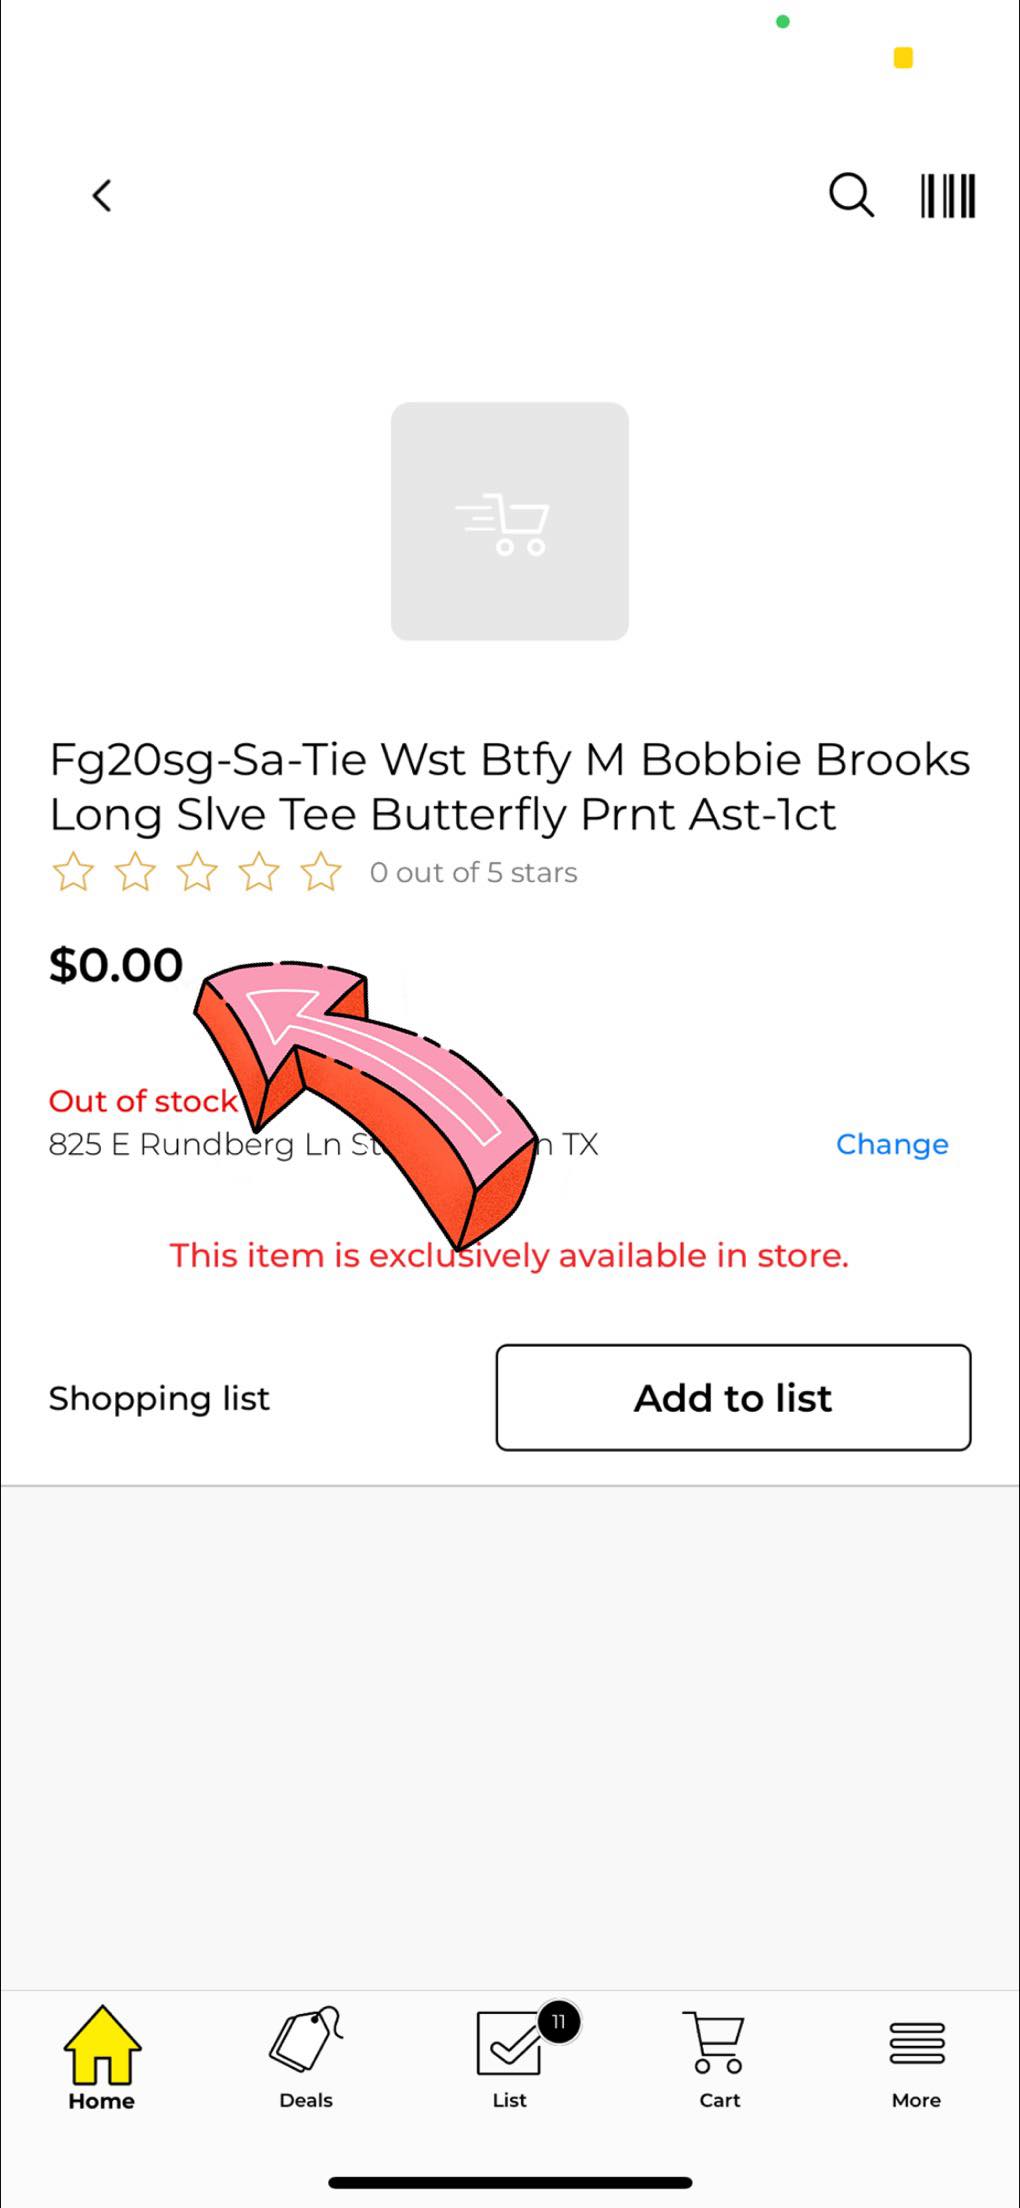 Fg20sg-Sa-Tie Wst Btfy M Bobbie Brooks
Long Slve Tee Butterfly Prnt Ast-1ct
0 out of 5 stars
$0.00
Out of stock
825 E Rundberg Ln TX
Change
This item is exclusively available in store.
Shopping list
Add to list
11
Home
Deals
List
Cart
More